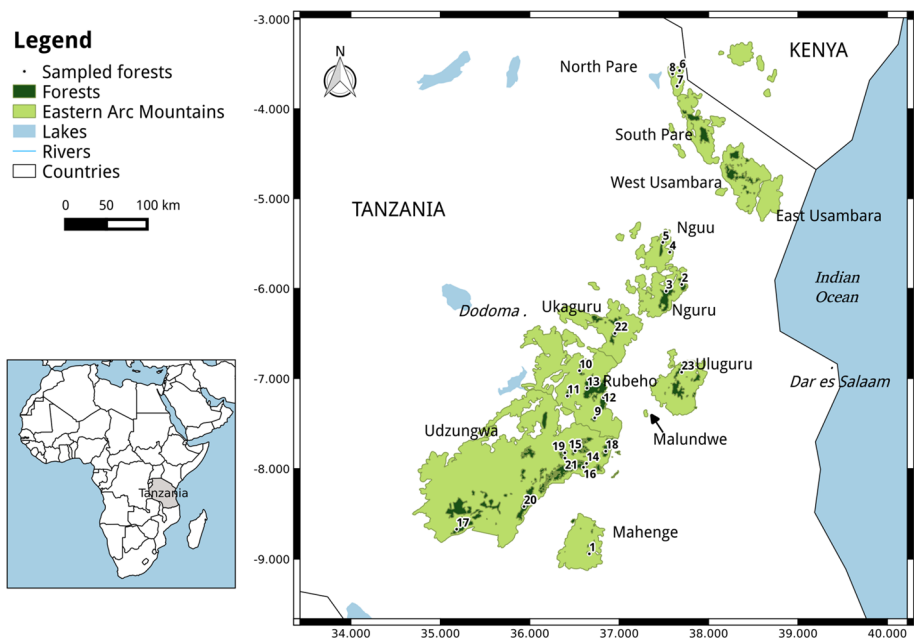 Legend
Sampled forests
Forests
Eastern Arc Mountains
Lakes
Rivers
Countries
0 50 100 km
Tanzania
-3.000
-4.000
-5.000
-6.000
-7.000
-8.000
-9.000
34.000 35.000 36.000 37.000 38.000 39.000 40.000
N
KENYA
North Pare
8 6
7
South Pare
West Usambara
East Usambara
TANZANIA
5 Nguu
4
Indian
Ocean
2
3
Dodoma .
Ukaguru
Nguru
22
10
23 Uluguru
13 Rubeho
11
12
Dar es Salaam
9
Udzungwa
Malundwe
19 15 18
14
21
16
20
17
Mahenge
1